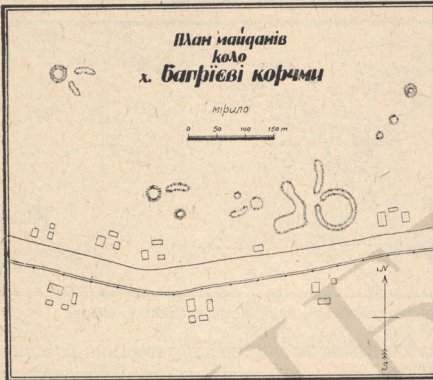 План майданів
коло
х. Багрієві корчми
мірило
0 50 100 150 m
N